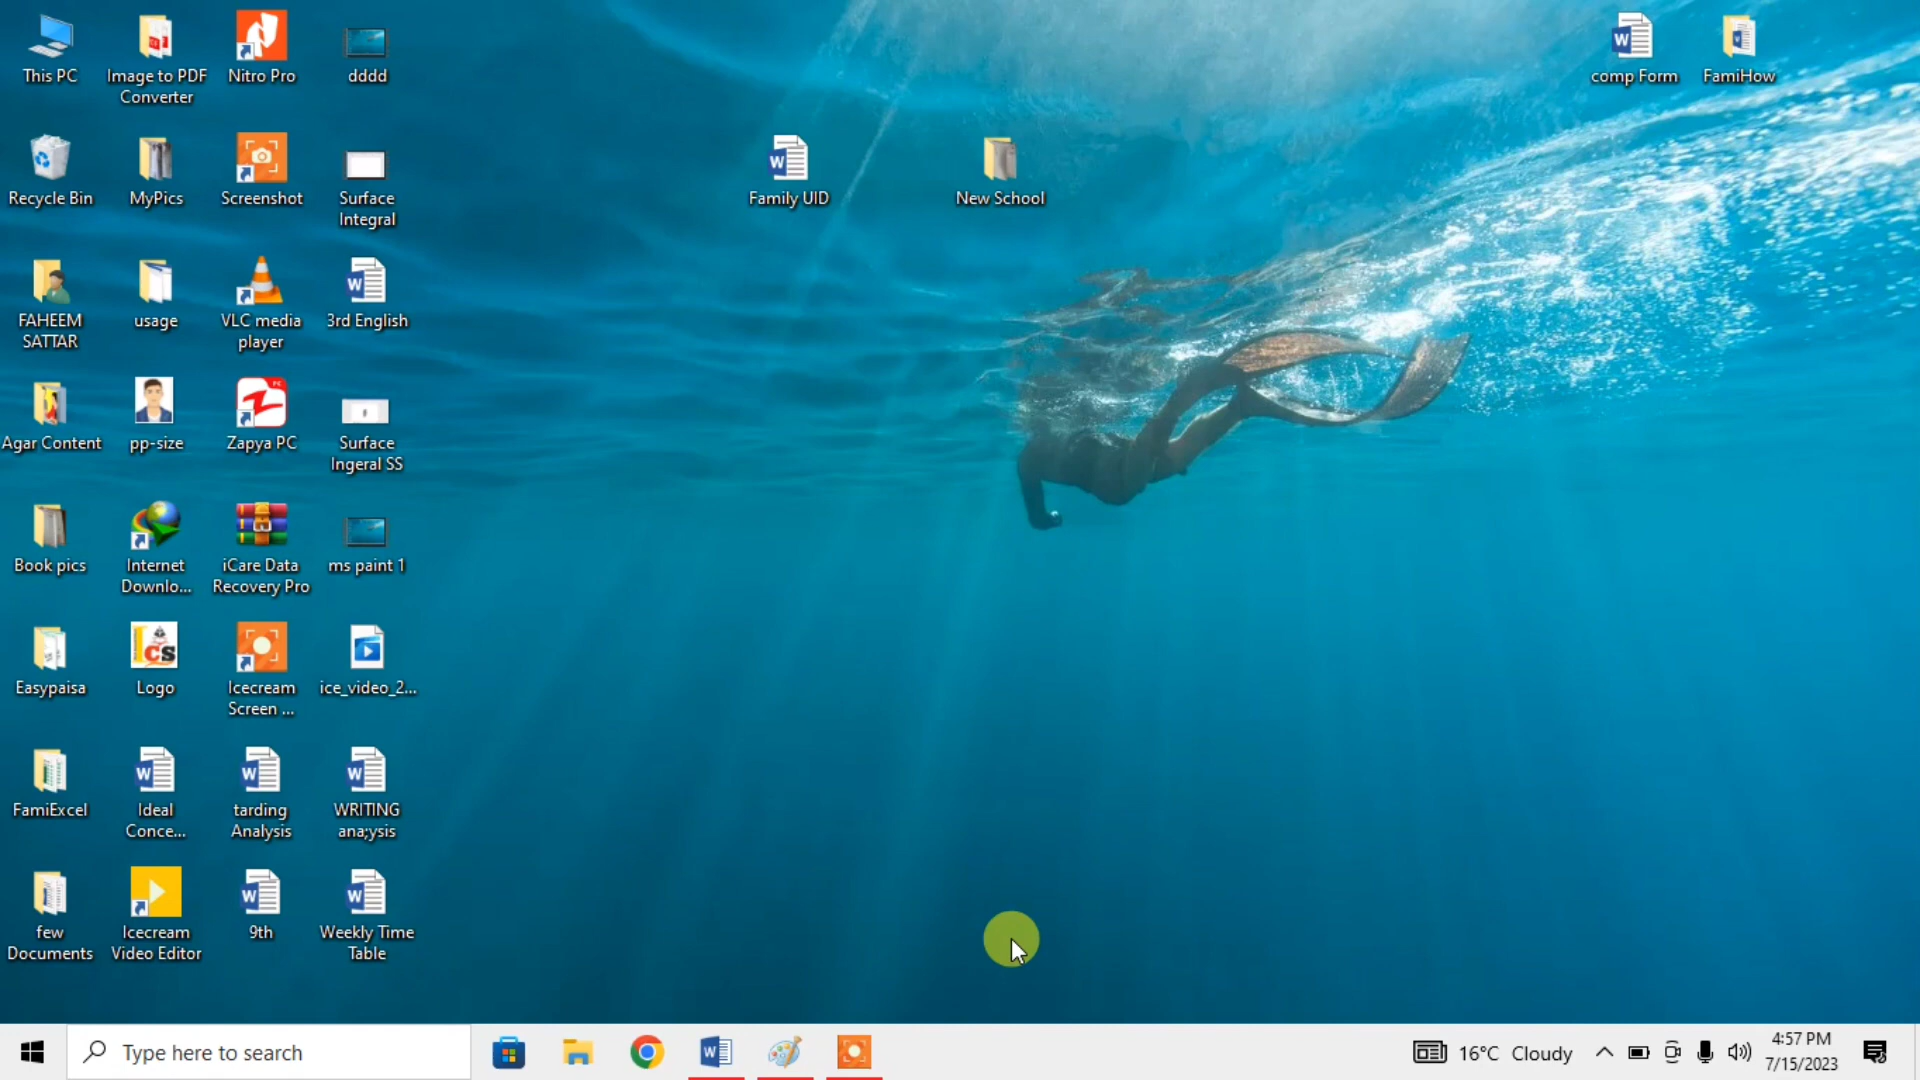 This PC
Image to PDF
Converter
Nitro Pro
dddd
comp Form
FamiHow
Recycle Bin
MyPics
Screenshot
Surface
Integral
Family UID
New School
FAHEEM
SATTAR
usage
VLC media
player
3rd English
Agar Content
pp-size
Zapya PC
Surface
Ingeral SS
Book pics
Internet
Downlo...
iCare Data
Recovery Pro
ms paint 1
Easypaisa
Logo
Icecream
Screen ...
ice_video_2...
FamiExcel
Ideal
Conce...
tarding
Analysis
WRITING
ana;ysis
few
Documents
Icecream
Video Editor
9th
Weekly Time
Table
Type here to search
16°C Cloudy
4:57 PM
7/15/2023